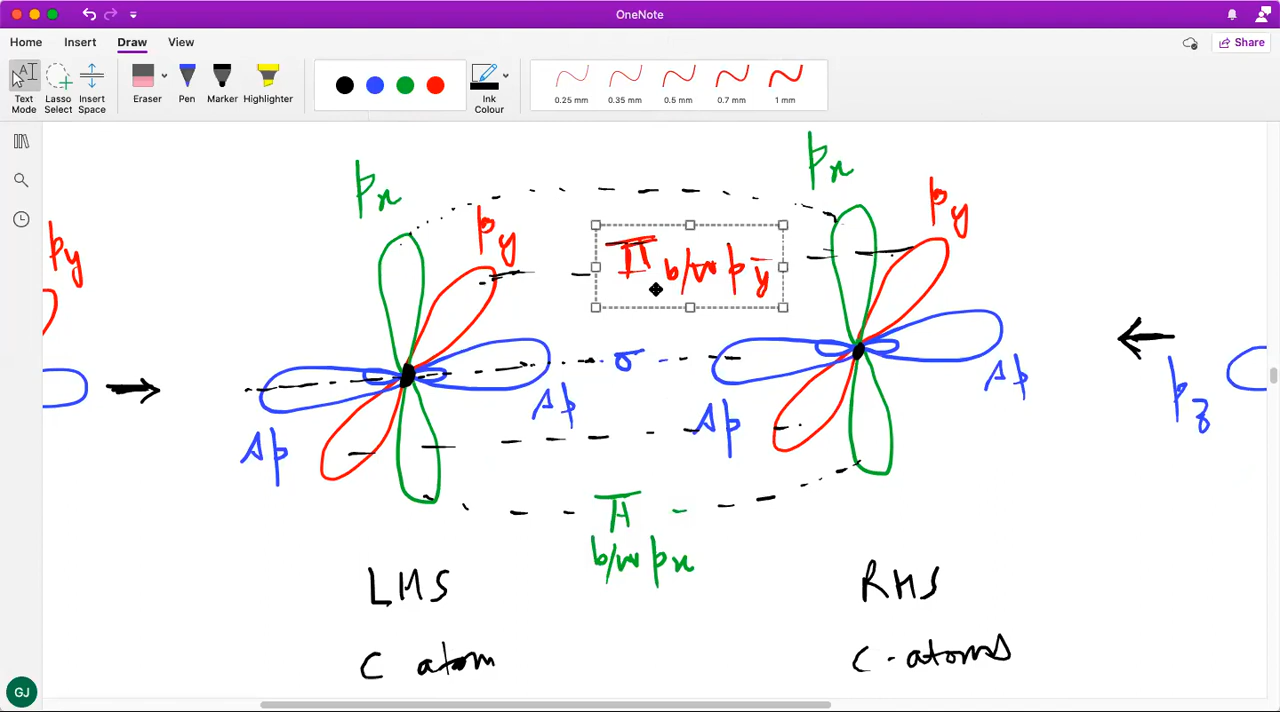 OneNote
Home Insert Draw View
Share
Text Mode
Lasso Select
Insert Space
Eraser
Pen
Marker
Highlighter
Ink Colour
0.25 mm 0.35 mm 0.5 mm 0.7 mm 1 mm
px
px
py
py
py
π b/w py
σ
sp
sp
sp
sp
pz
π
b/w px
LHS
RHS
C atom
C-atoms
GJ